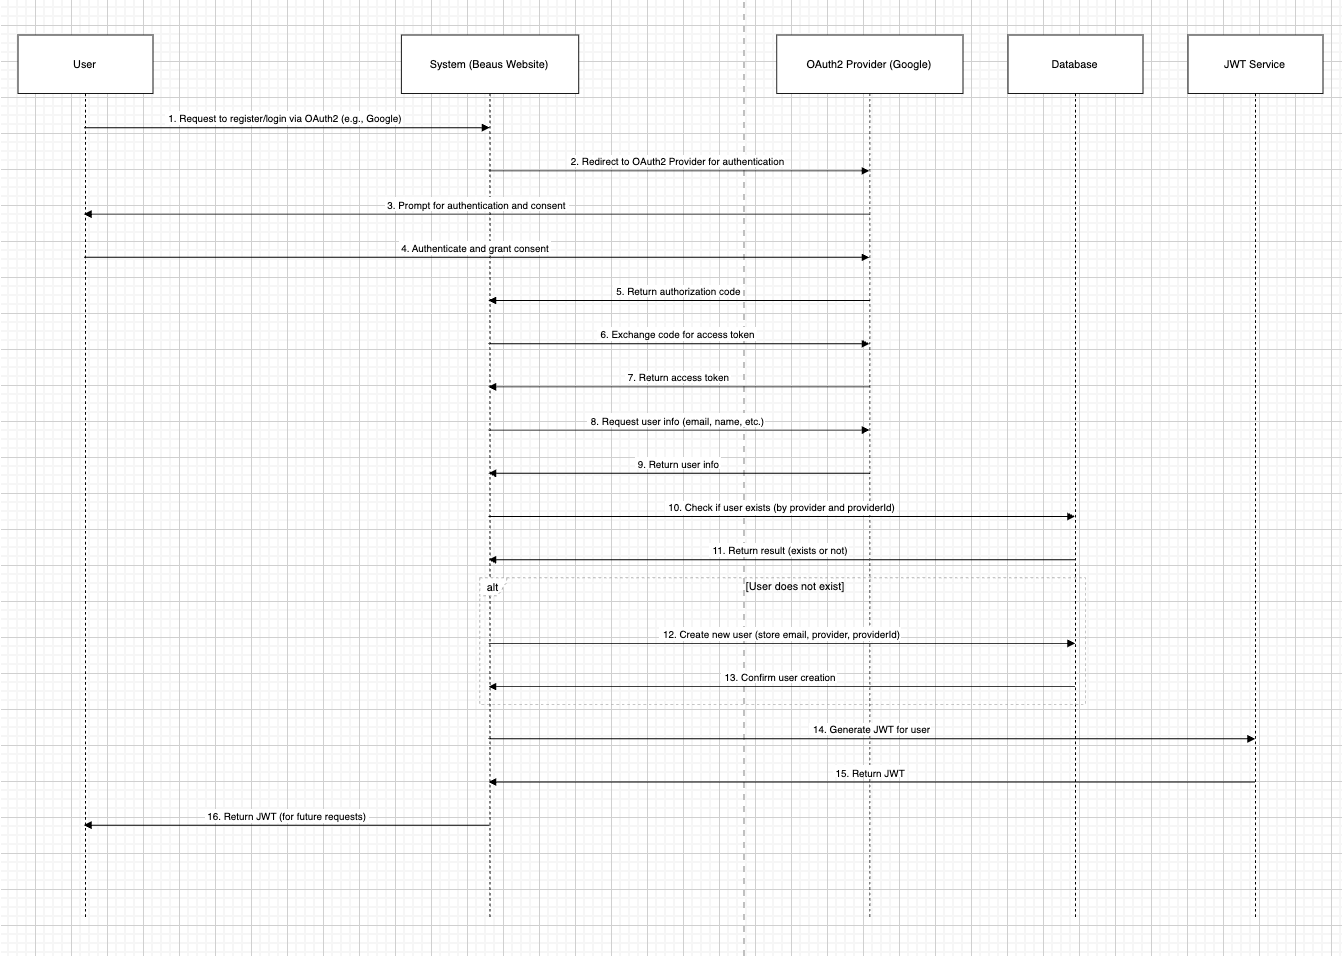 User
System (Beaus Website)
OAuth2 Provider (Google)
Database
JWT Service
1. Request to register/login via OAuth2 (e.g., Google)
2. Redirect to OAuth2 Provider for authentication
3. Prompt for authentication and consent
4. Authenticate and grant consent
5. Return authorization code
6. Exchange code for access token
7. Return access token
8. Request user info (email, name, etc.)
9. Return user info
10. Check if user exists (by provider and providerId)
11. Return result (exists or not)
alt
[User does not exist]
12. Create new user (store email, provider, providerId)
13. Confirm user creation
14. Generate JWT for user
15. Return JWT
16. Return JWT (for future requests)